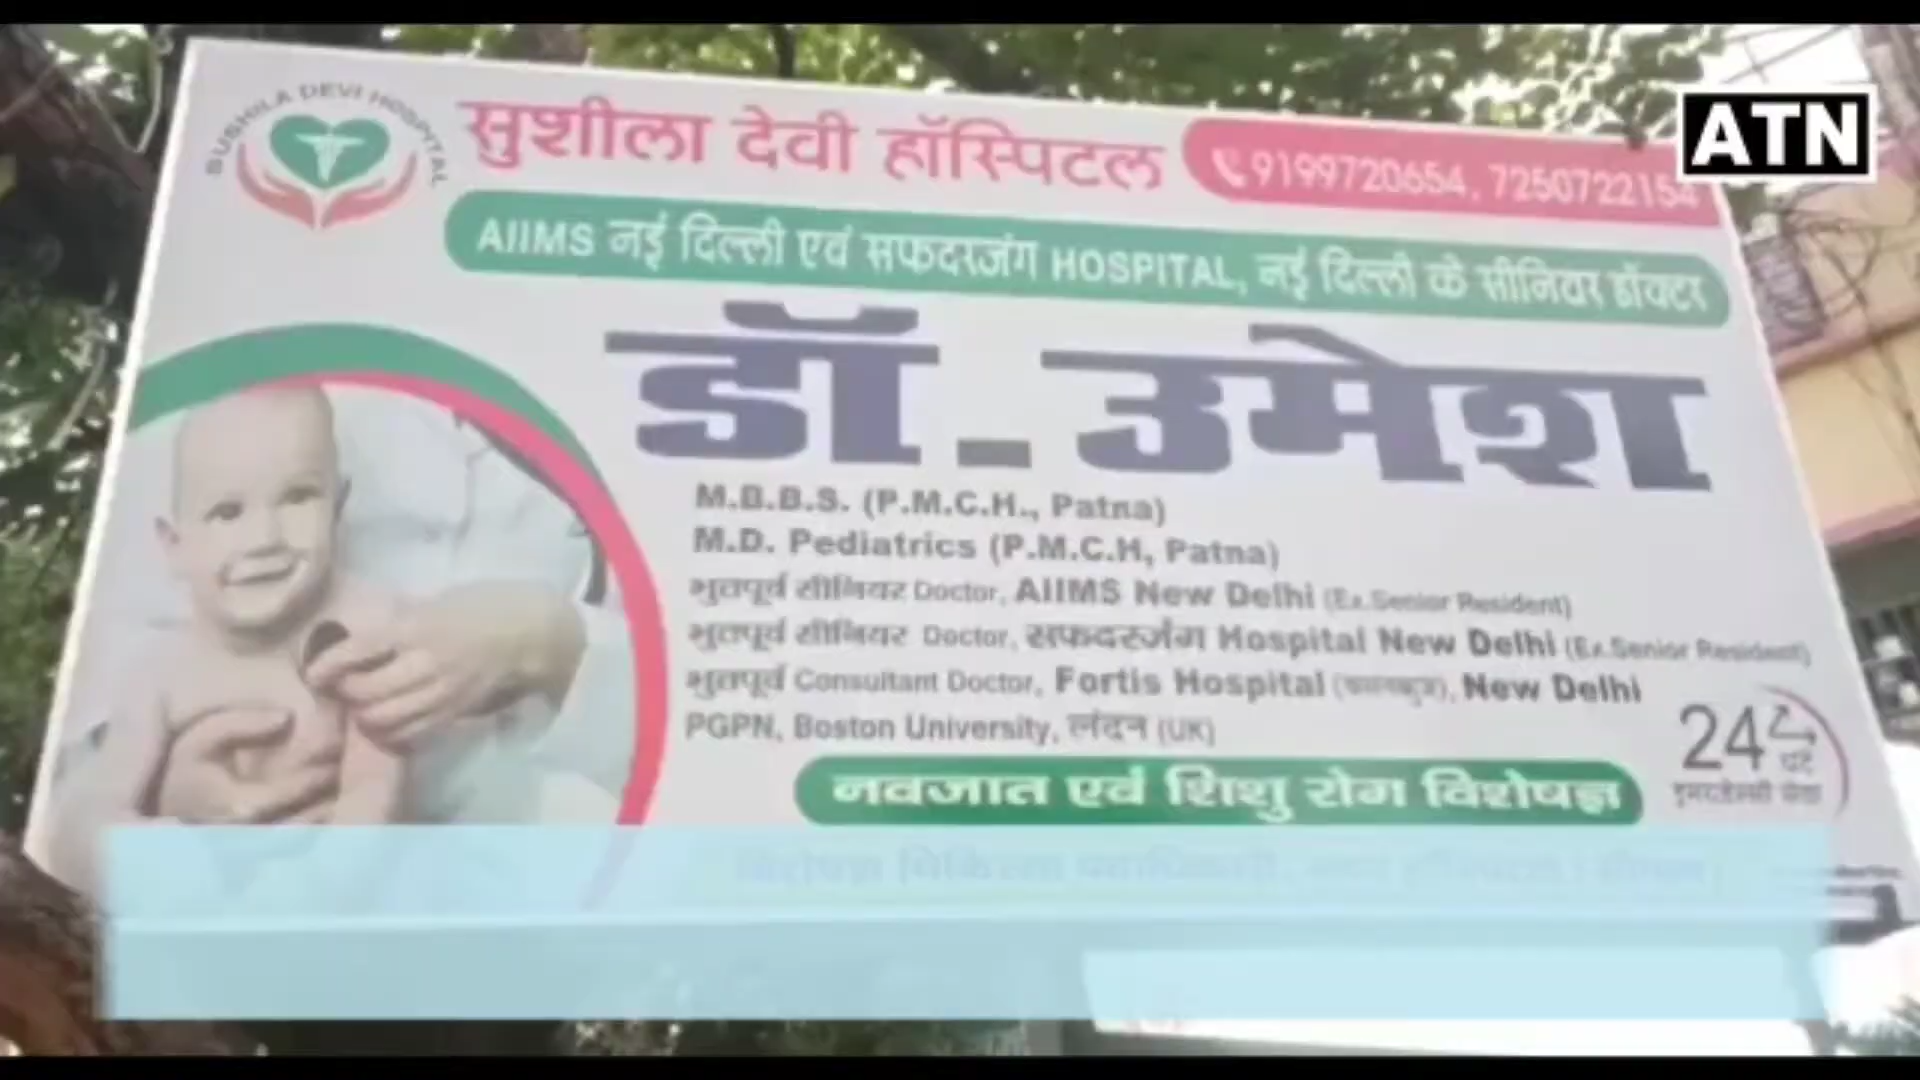 ATN
SUSHILA DEVI HOSPITAL
सुशीला देवी हॉस्पिटल
9199720654, 7250722154
AIIMS नई दिल्ली एवं सफदरजंग HOSPITAL, नई दिल्ली के सीनियर डॉक्टर
डॉ. उमेश
M.B.B.S. (P.M.C.H., Patna)
M.D. Pediatrics (P.M.C.H, Patna)
भुतपूर्व सीनियर Doctor, AIIMS New Delhi (Ex.Senior Resident)
भुतपूर्व सीनियर Doctor, सफदरजंग Hospital New Delhi (Ex.Senior Resident)
भुतपूर्व Consultant Doctor, Fortis Hospital New Delhi
PGPN, Boston University, लंदन (UK)
24 घंटे
इमरजेन्सी सेवा
नवजात एवं शिशु रोग विशेषज्ञ